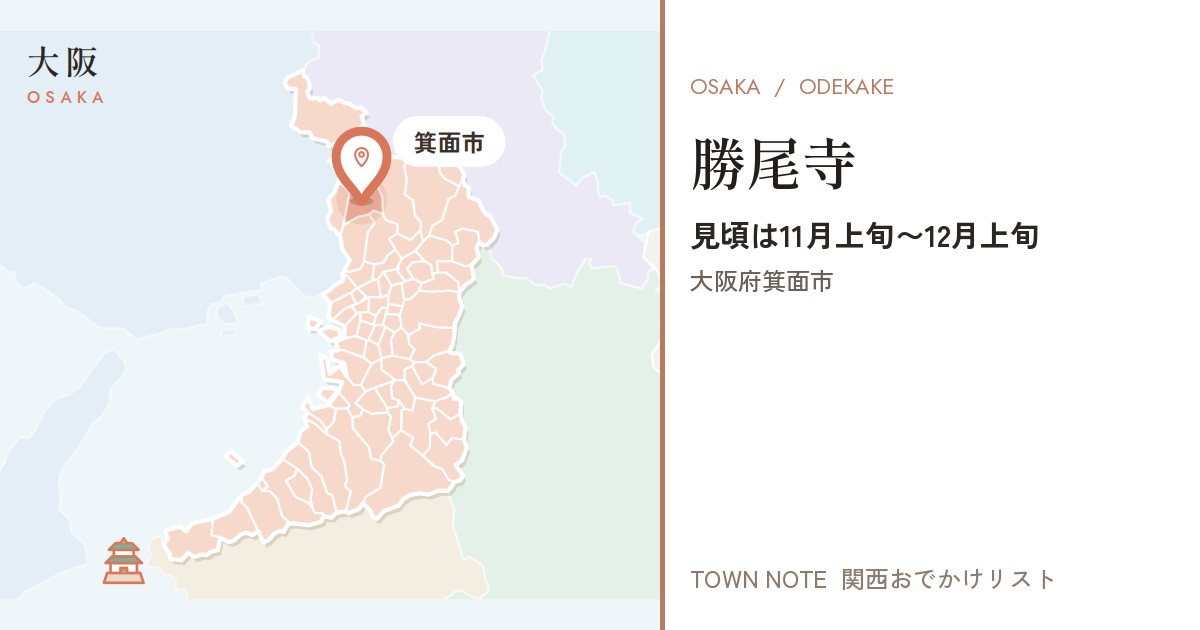 大阪
OSAKA
箕面市
OSAKA / ODEKAKE
勝尾寺
見頃は11月上旬〜12月上旬
大阪府箕面市
TOWN NOTE 関西おでかけリスト